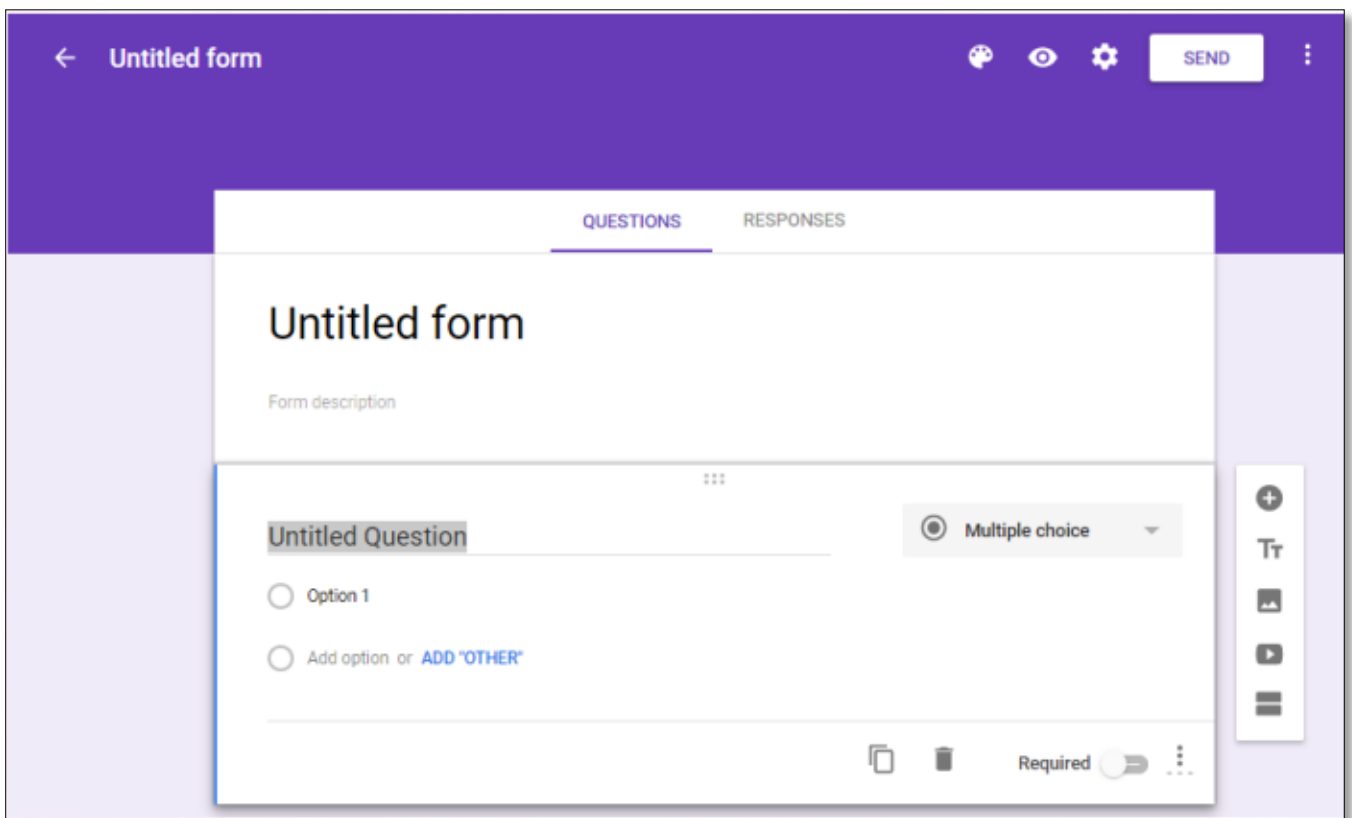 Untitled form
SEND
QUESTIONS RESPONSES
Untitled form
Form description
Untitled Question
Multiple choice
Tт
Option 1
Add option or ADD "OTHER"
Required